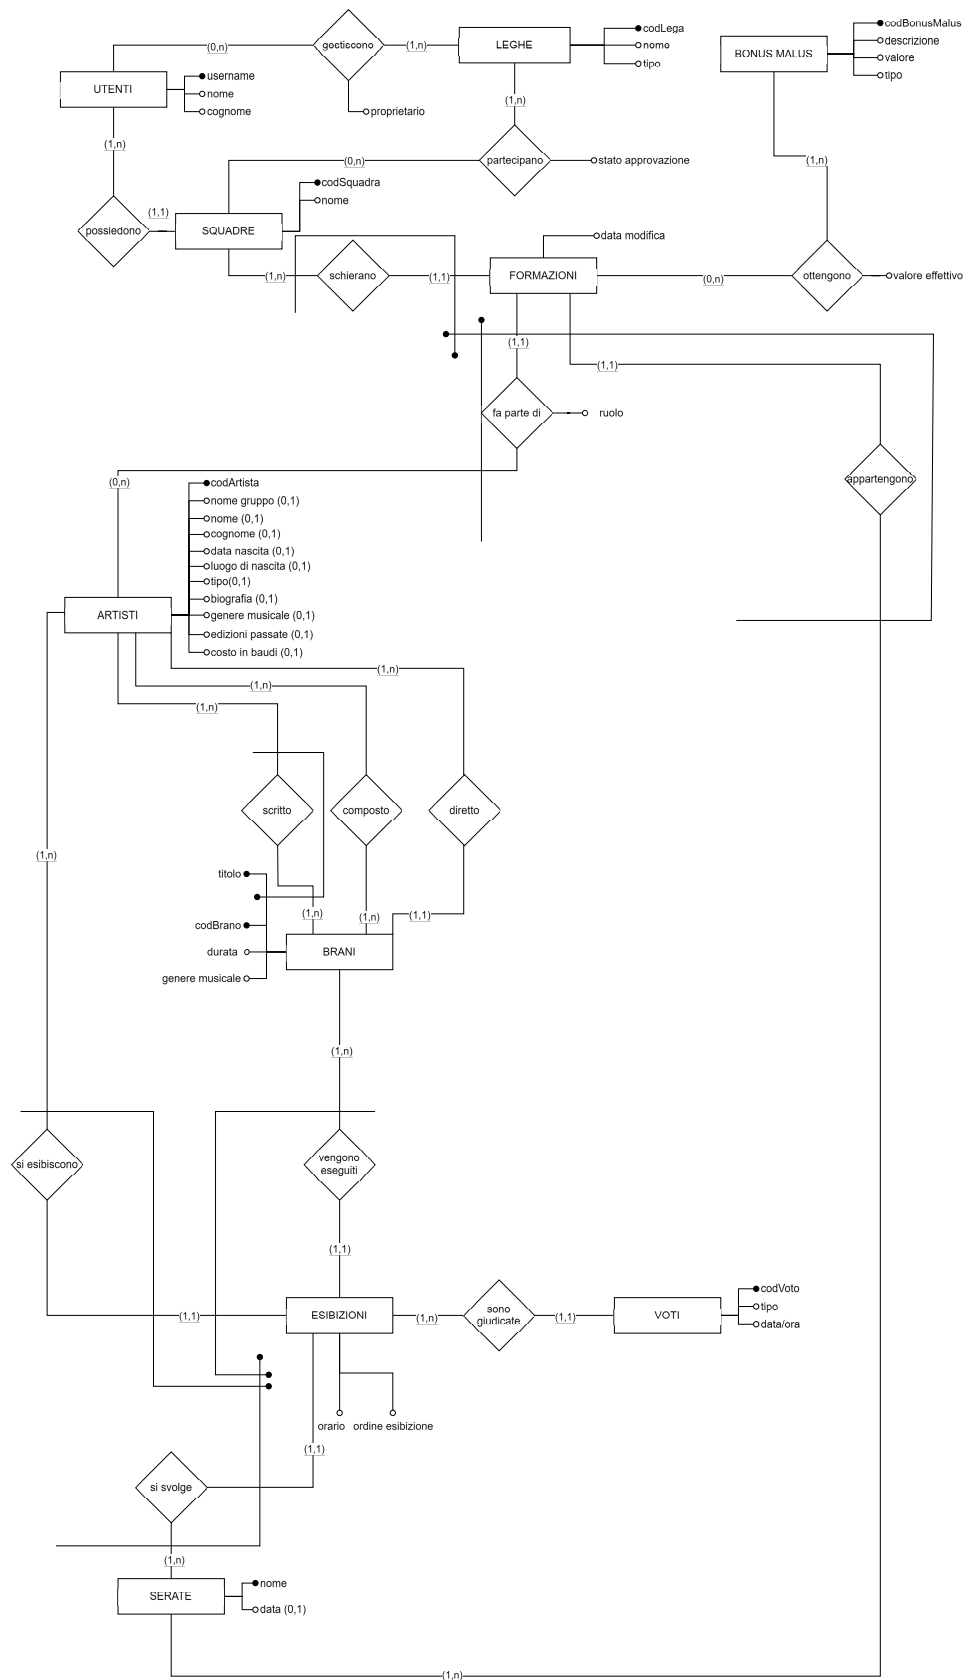 gocticcono
(0,n)
(1,1)
LEGHE
codLega
nomo
tipo
proprietario
UTENTI
username
nome
cognome
BONUS MALUS
codBonusMalus
descrizione
valore
tipo
(1,n)
(1,n)
(0,n)
partecipano
stato approvazione
(1,n)
codSquadra
nome
possiedono
(1,1)
SQUADRE
(1,n)
schierano
(1,1)
data modifica
FORMAZIONI
(0,n)
ottengono
valore effettivo
(1,1)
(1,1)
fa parte di
ruolo
appartengono
(0,n)
codArtista
nome gruppo (0,1)
nome (0,1)
cognome (0,1)
data nascita (0,1)
luogo di nascita (0,1)
tipo(0,1)
biografia (0,1)
genere musicale (0,1)
edizioni passate (0,1)
costo in baudi (0,1)
ARTISTI
(1,n)
(1,n)
(1,n)
scritto
composto
diretto
(1,n)
titolo
codBrano
durata
genere musicale
(1,n)
(1,n)
(1,1)
BRANI
(1,n)
si esibiscono
vengono
eseguiti
(1,1)
(1,1)
ESIBIZIONI
(1,n)
sono
giudicate
(1,1)
VOTI
codVoto
tipo
data/ora
orario
ordine esibizione
(1,1)
si svolge
(1,n)
SERATE
nome
data (0,1)
(1,n)